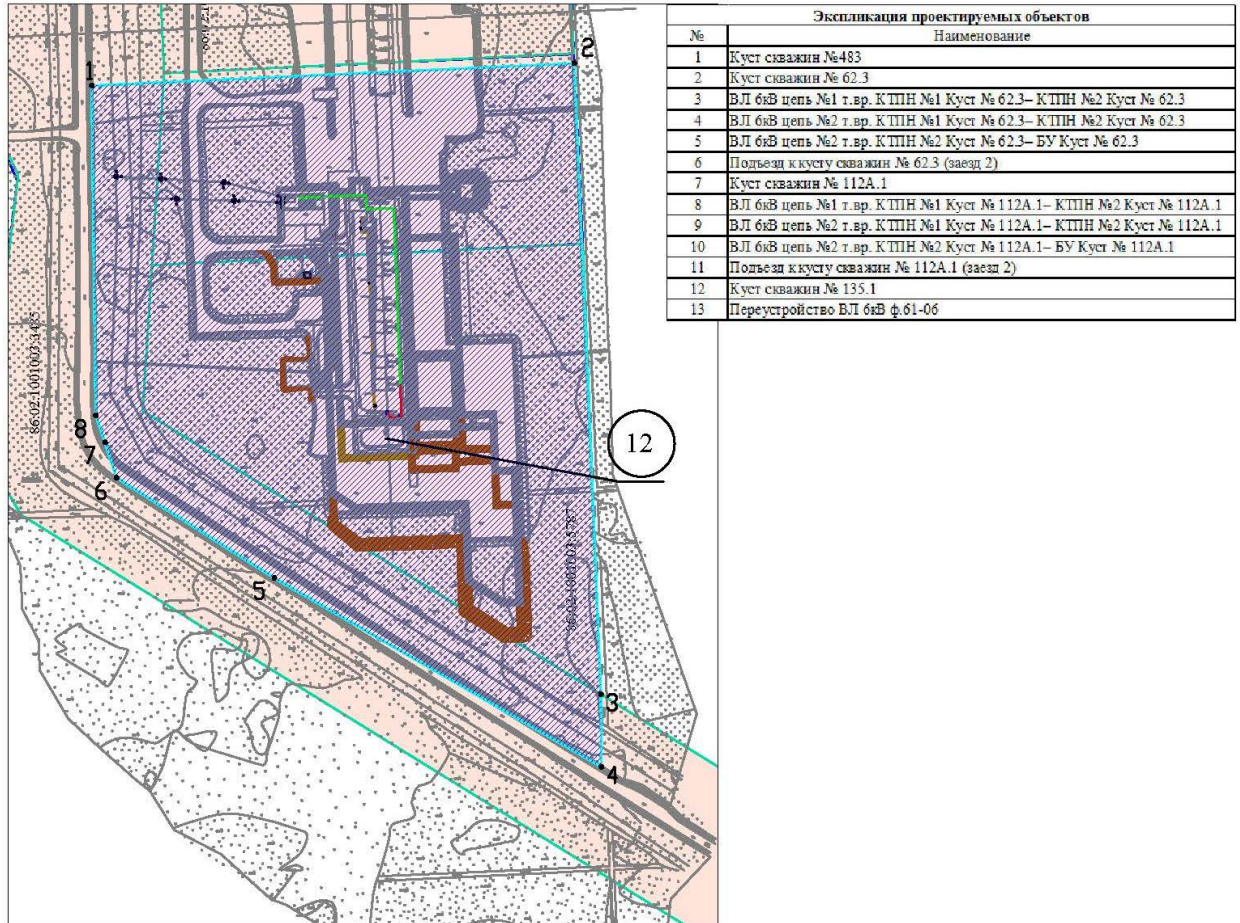 1
2
86:02:1001003:1435
8
7
6
12
5
3
4
Экспликация проектируемых объектов
№ Наименование
1 Куст скважин №483
2 Куст скважин № 62.3
3 ВЛ 6кВ цепь №1 т.вр. КТПН №1 Куст № 62.3– КТПН №2 Куст № 62.3
4 ВЛ 6кВ цепь №2 т.вр. КТПН №1 Куст № 62.3– КТПН №2 Куст № 62.3
5 ВЛ 6кВ цепь №2 т.вр. КТПН №2 Куст № 62.3– БУ Куст № 62.3
6 Подъезд к кусту скважин № 62.3 (заезд 2)
7 Куст скважин № 112А.1
8 ВЛ 6кВ цепь №1 т.вр. КТПН №1 Куст № 112А.1– КТПН №2 Куст № 112А.1
9 ВЛ 6кВ цепь №2 т.вр. КТПН №1 Куст № 112А.1– КТПН №2 Куст № 112А.1
10 ВЛ 6кВ цепь №2 т.вр. КТПН №2 Куст № 112А.1– БУ Куст № 112А.1
11 Подъезд к кусту скважин № 112А.1 (заезд 2)
12 Куст скважин № 135.1
13 Переустройство ВЛ 6кВ ф.61-06